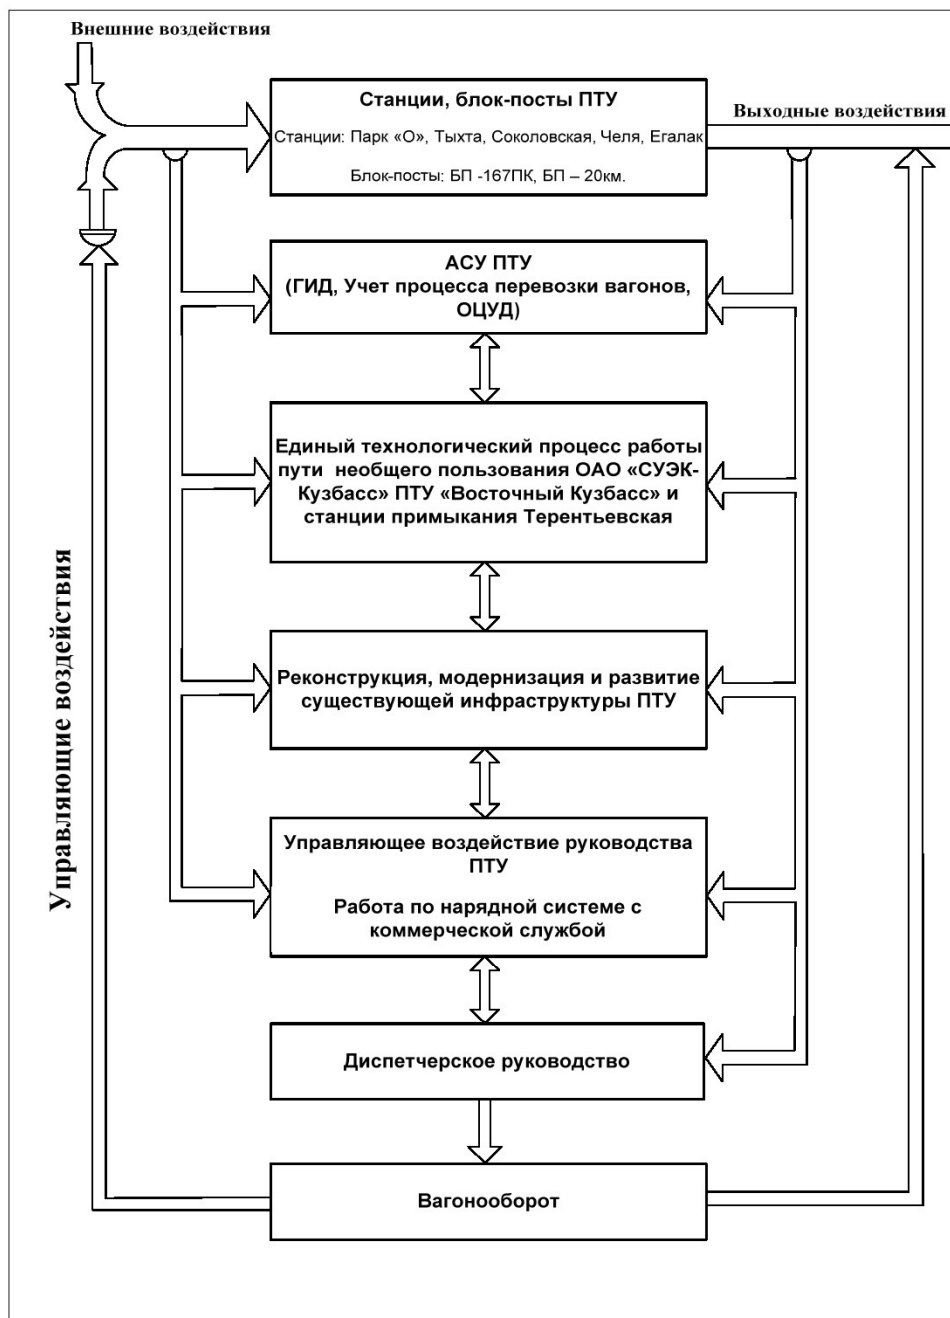 Внешние воздействия
Станции, блок-посты ПТУ
Выходные воздействия
Станции: Парк «О», Тыхта, Соколовская, Челя, Егалак
Блок-посты: БП -167ПК, БП – 20км.
АСУ ПТУ
(ГИД, Учет процесса перевозки вагонов,
ОЦУД)
Единый технологический процесс работы
пути необщего пользования ОАО «СУЭК-
Кузбасс» ПТУ «Восточный Кузбасс» и
станции примыкания Терентьевская
Управляющие воздействия
Реконструкция, модернизация и развитие
существующей инфраструктуры ПТУ
Управляющее воздействие руководства
ПТУ
Работа по нарядной системе с
коммерческой службой
Диспетчерское руководство
Вагонооборот